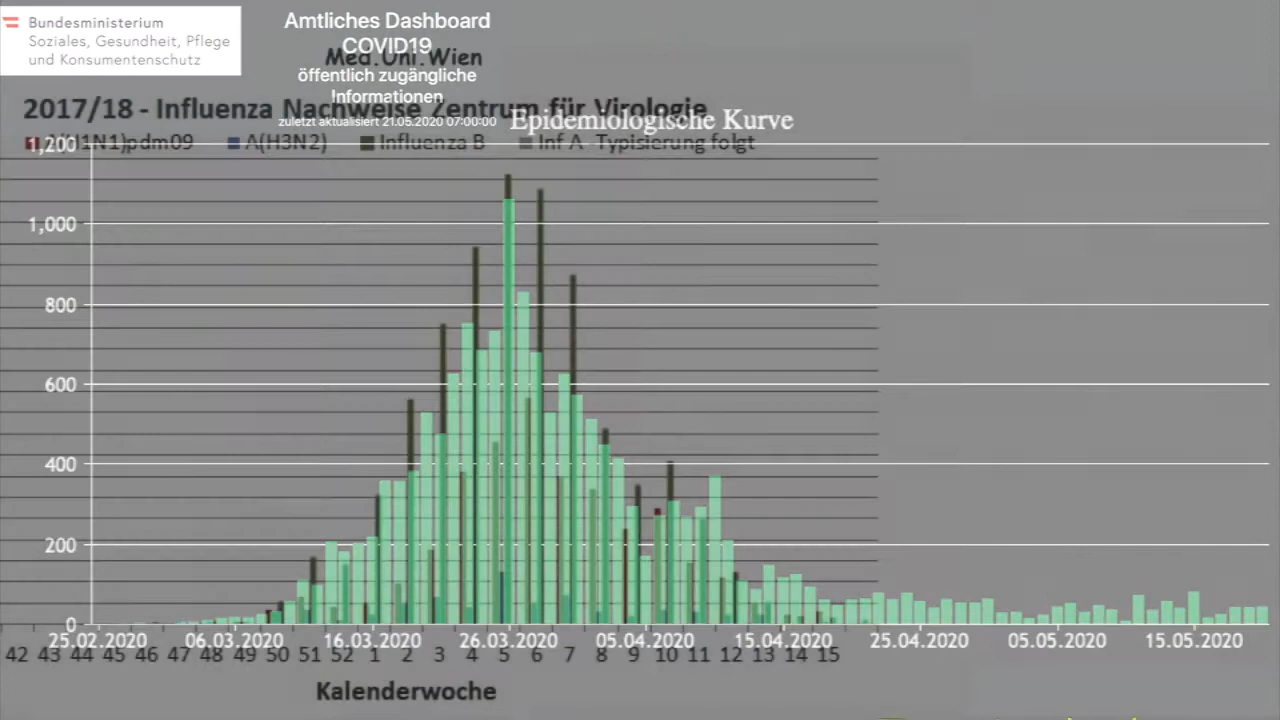 Bundesministerium
Soziales, Gesundheit, Pflege
und Konsumentenschutz
Amtliches Dashboard
COVID19
öffentlich zugängliche
Informationen
zuletzt aktualisiert 21.05.2020 07:00:00
Med.Uni.Wien
2017/18 - Influenza Nachweise Zentrum für Virologie
Epidemiologische Kurve
A(H1N1)pdm09 A(H3N2) Influenza B Inf A -Typisierung folgt
1,200
1,000
800
600
400
200
0
25.02.2020 06.03.2020 16.03.2020 26.03.2020 05.04.2020 15.04.2020 25.04.2020 05.05.2020 15.05.2020
42 43 44 45 46 47 48 49 50 51 52 1 2 3 4 5 6 7 8 9 10 11 12 13 14 15
Kalenderwoche